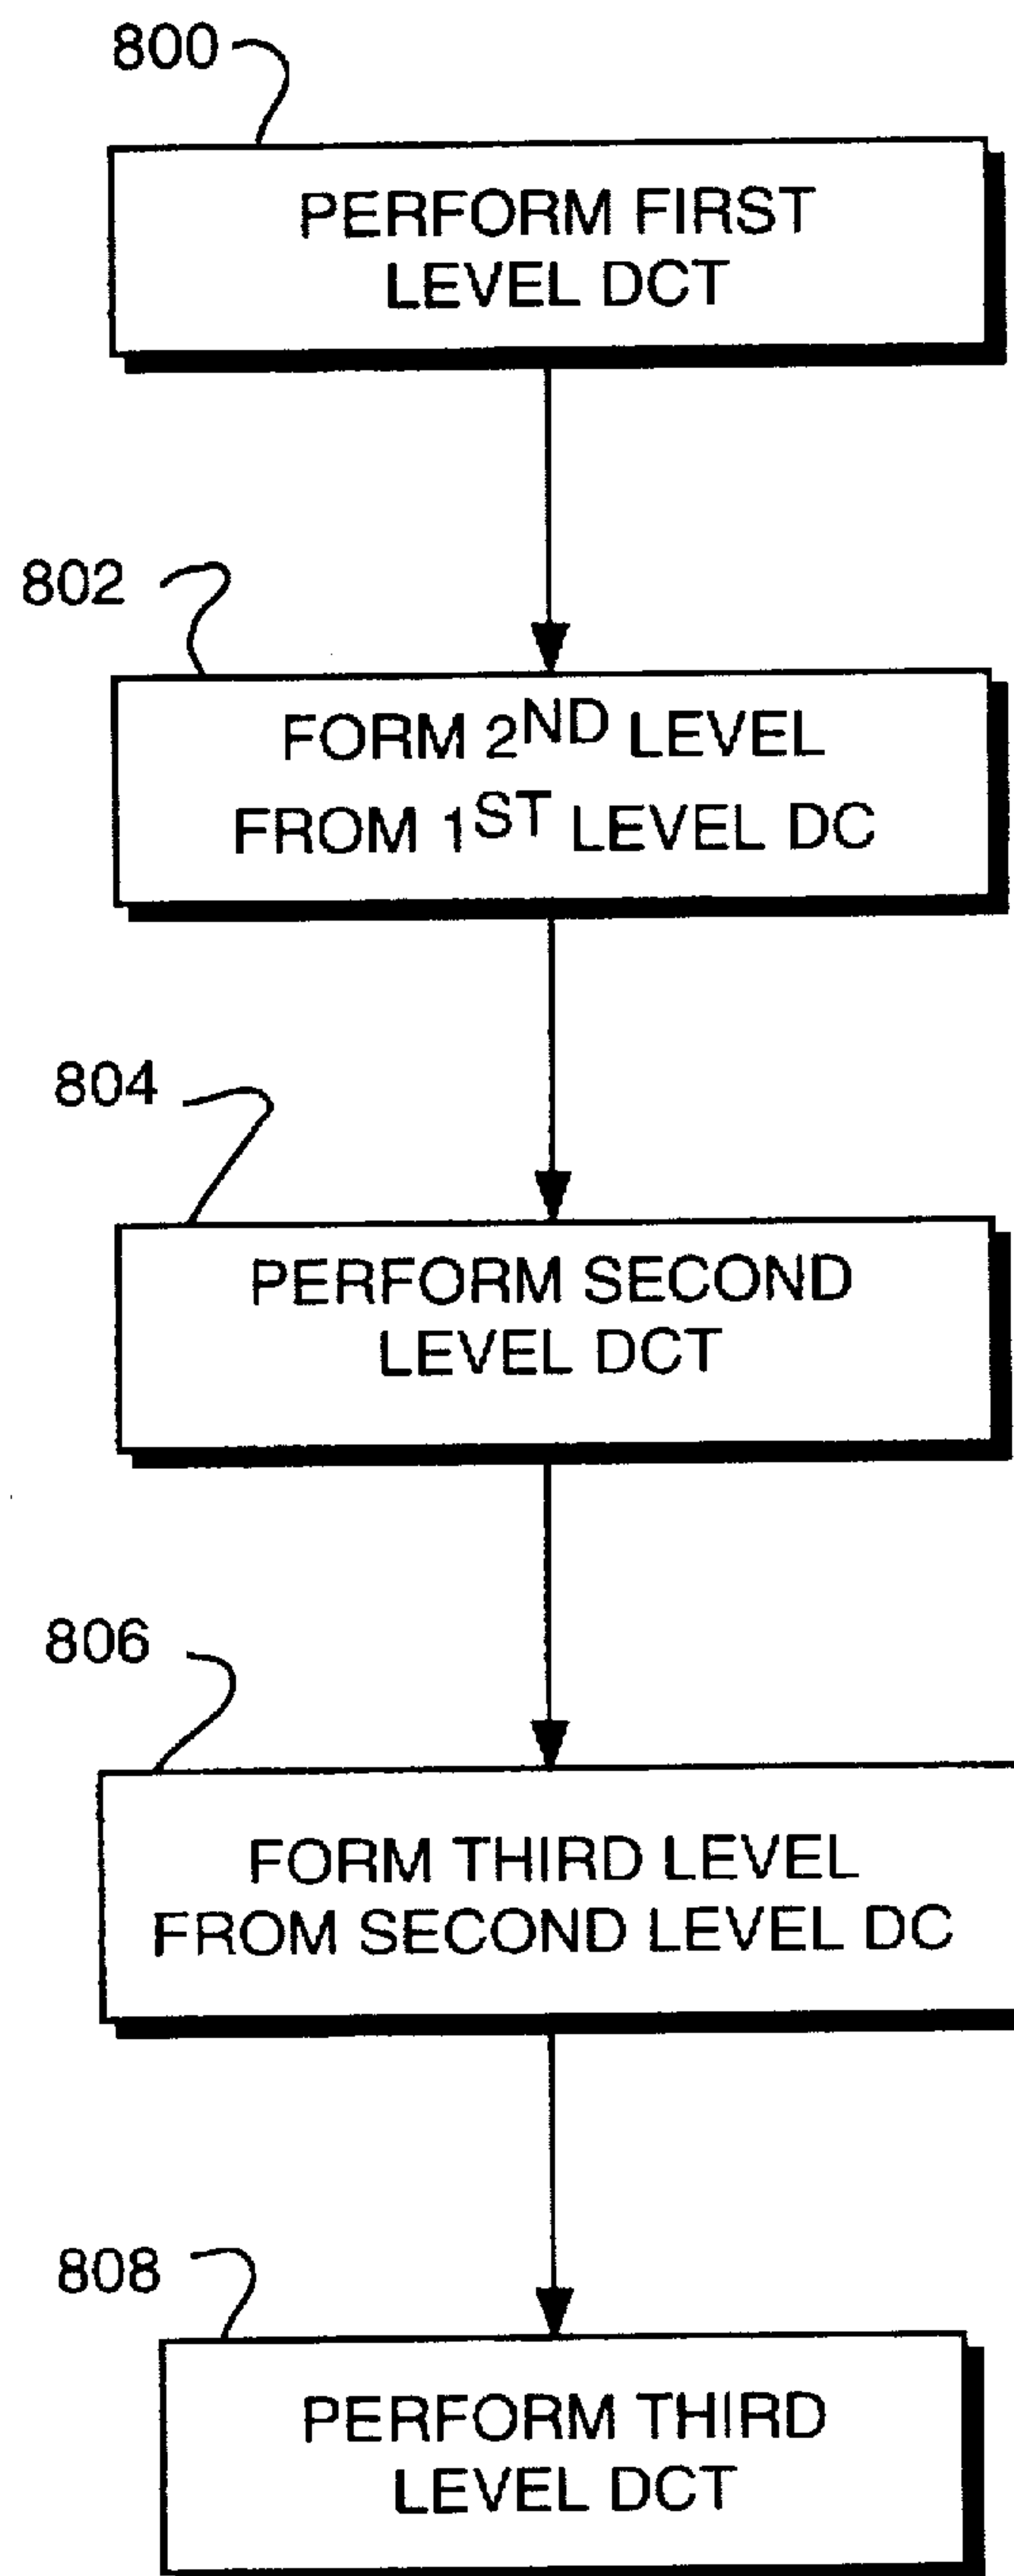 800
PERFORM FIRST
LEVEL DCT
802
FORM 2ND LEVEL
FROM 1ST LEVEL DC
804
PERFORM SECOND
LEVEL DCT
806
FORM THIRD LEVEL
FROM SECOND LEVEL DC
808
PERFORM THIRD
LEVEL DCT